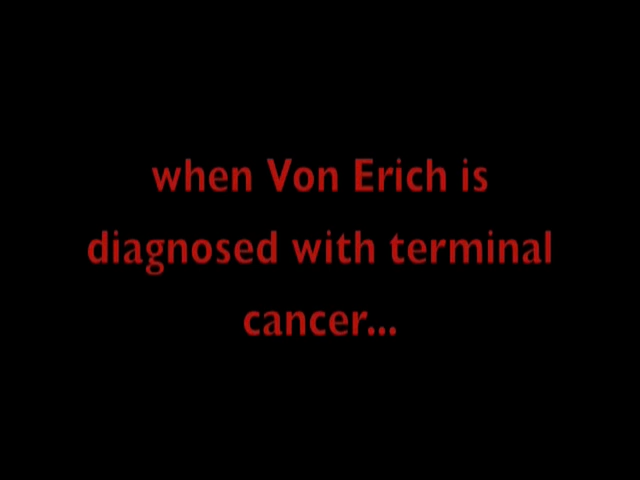 when Von Erich is
diagnosed with terminal
cancer...